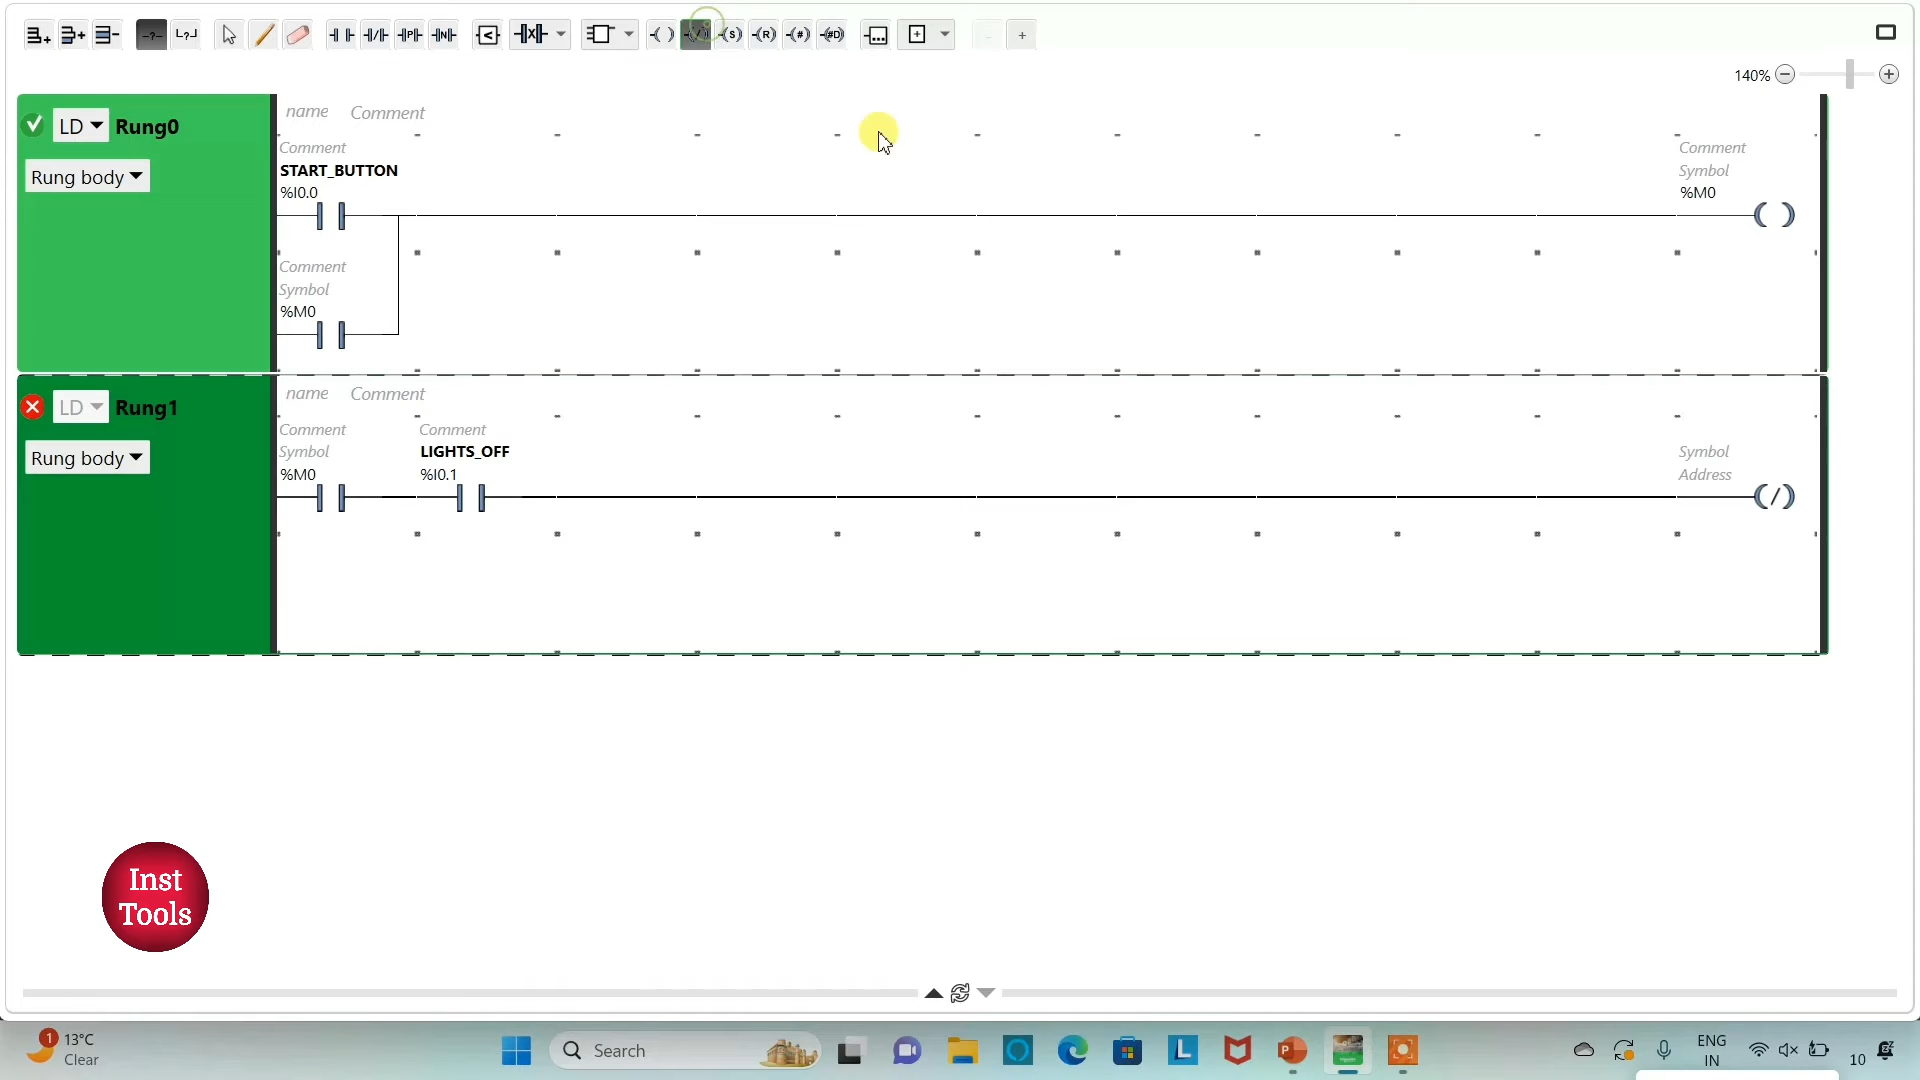 140%
LD Rung0
Rung body
name Comment
Comment
START_BUTTON
%I0.0
Comment
Symbol
%M0
Comment
Symbol
%M0
LD Rung1
Rung body
name Comment
Comment
Symbol
%M0
Comment
LIGHTS_OFF
%I0.1
Symbol
Address
Inst
Tools
1
13°C
Clear
Search
ENG
IN
10